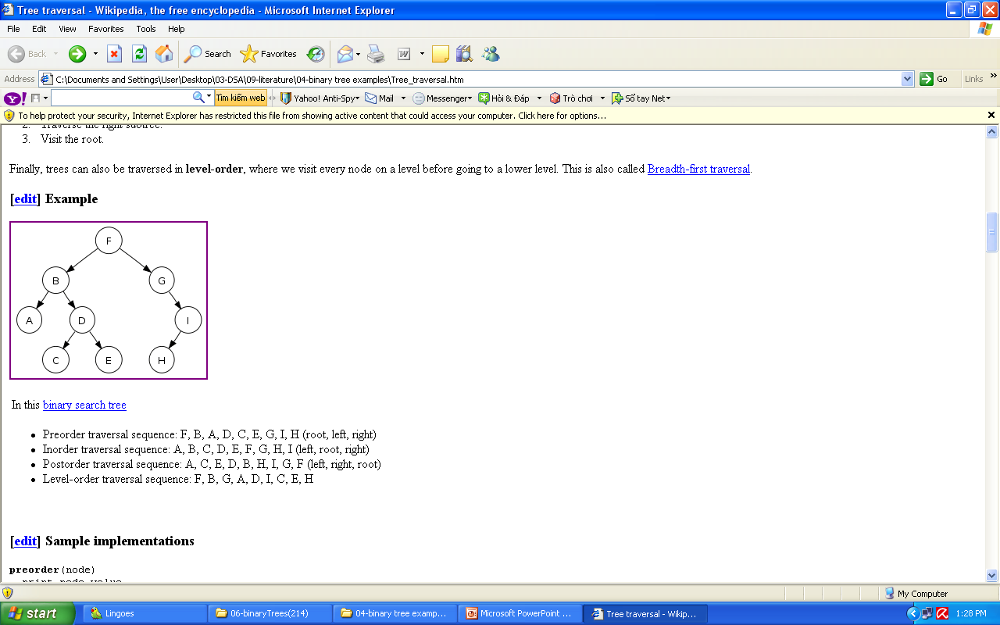 Tree traversal - Wikipedia, the free encyclopedia - Microsoft Internet Explorer
File Edit View Favorites Tools Help
Back Search Favorites
Address C:\Documents and Settings\User\Desktop\03-DSA\09-literature\04-binary tree examples\Tree_traversal.htm Go Links »
Y! Tìm kiếm web Yahoo! Anti-Spy Mail Messenger Hỏi & Đáp Trò chơi Sổ tay Net
To help protect your security, Internet Explorer has restricted this file from showing active content that could access your computer. Click here for options...
2. Traverse the right subtree.
3. Visit the root.
Finally, trees can also be traversed in level-order, where we visit every node on a level before going to a lower level. This is also called Breadth-first traversal.
[edit] Example
F
B G
A D I
C E H
In this binary search tree
• Preorder traversal sequence: F, B, A, D, C, E, G, I, H (root, left, right)
• Inorder traversal sequence: A, B, C, D, E, F, G, H, I (left, root, right)
• Postorder traversal sequence: A, C, E, D, B, H, I, G, F (left, right, root)
• Level-order traversal sequence: F, B, G, A, D, I, C, E, H
[edit] Sample implementations
preorder(node)
print node.value
My Computer
start Lingoes 06-binaryTrees(214) 04-binary tree examp... Microsoft PowerPoint ... Tree traversal - Wikip... 1:28 PM